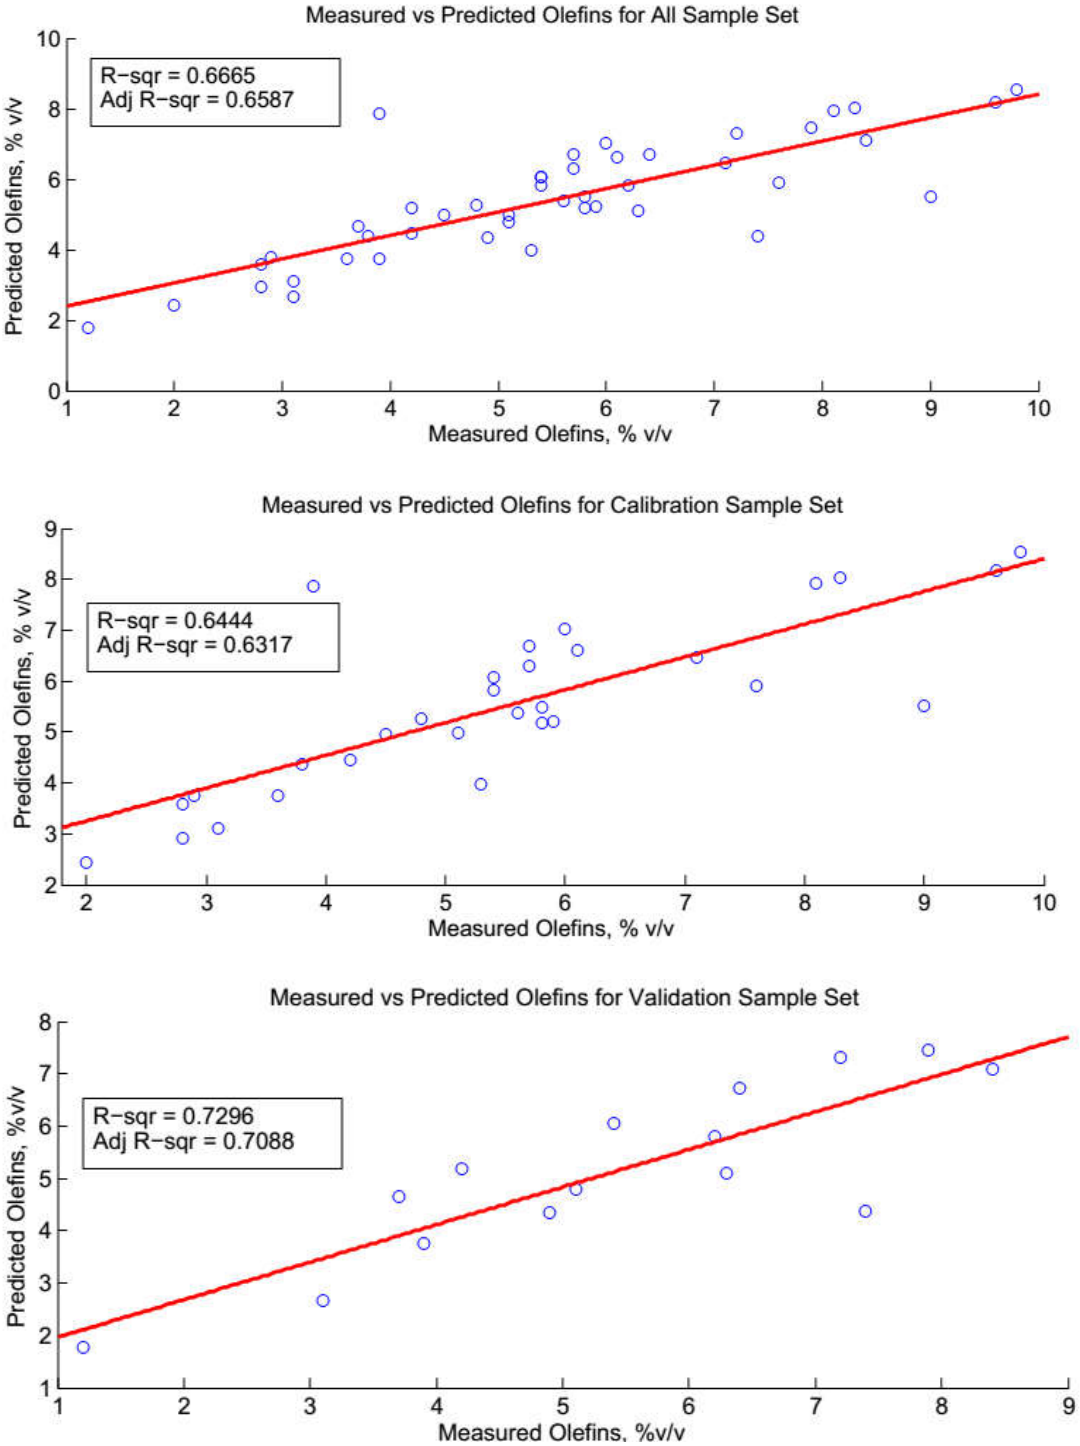 Measured vs Predicted Olefins for All Sample Set
10
8
6
4
2
0
Predicted Olefins, % v/v
R−sqr = 0.6665
Adj R−sqr = 0.6587
1 2 3 4 5 6 7 8 9 10
Measured Olefins, % v/v
Measured vs Predicted Olefins for Calibration Sample Set
9
8
7
6
5
4
3
2
Predicted Olefins, % v/v
R−sqr = 0.6444
Adj R−sqr = 0.6317
2 3 4 5 6 7 8 9 10
Measured Olefins, % v/v
Measured vs Predicted Olefins for Validation Sample Set
8
7
6
5
4
3
2
1
Predicted Olefins, %v/v
R−sqr = 0.7296
Adj R−sqr = 0.7088
1 2 3 4 5 6 7 8 9
Measured Olefins, %v/v